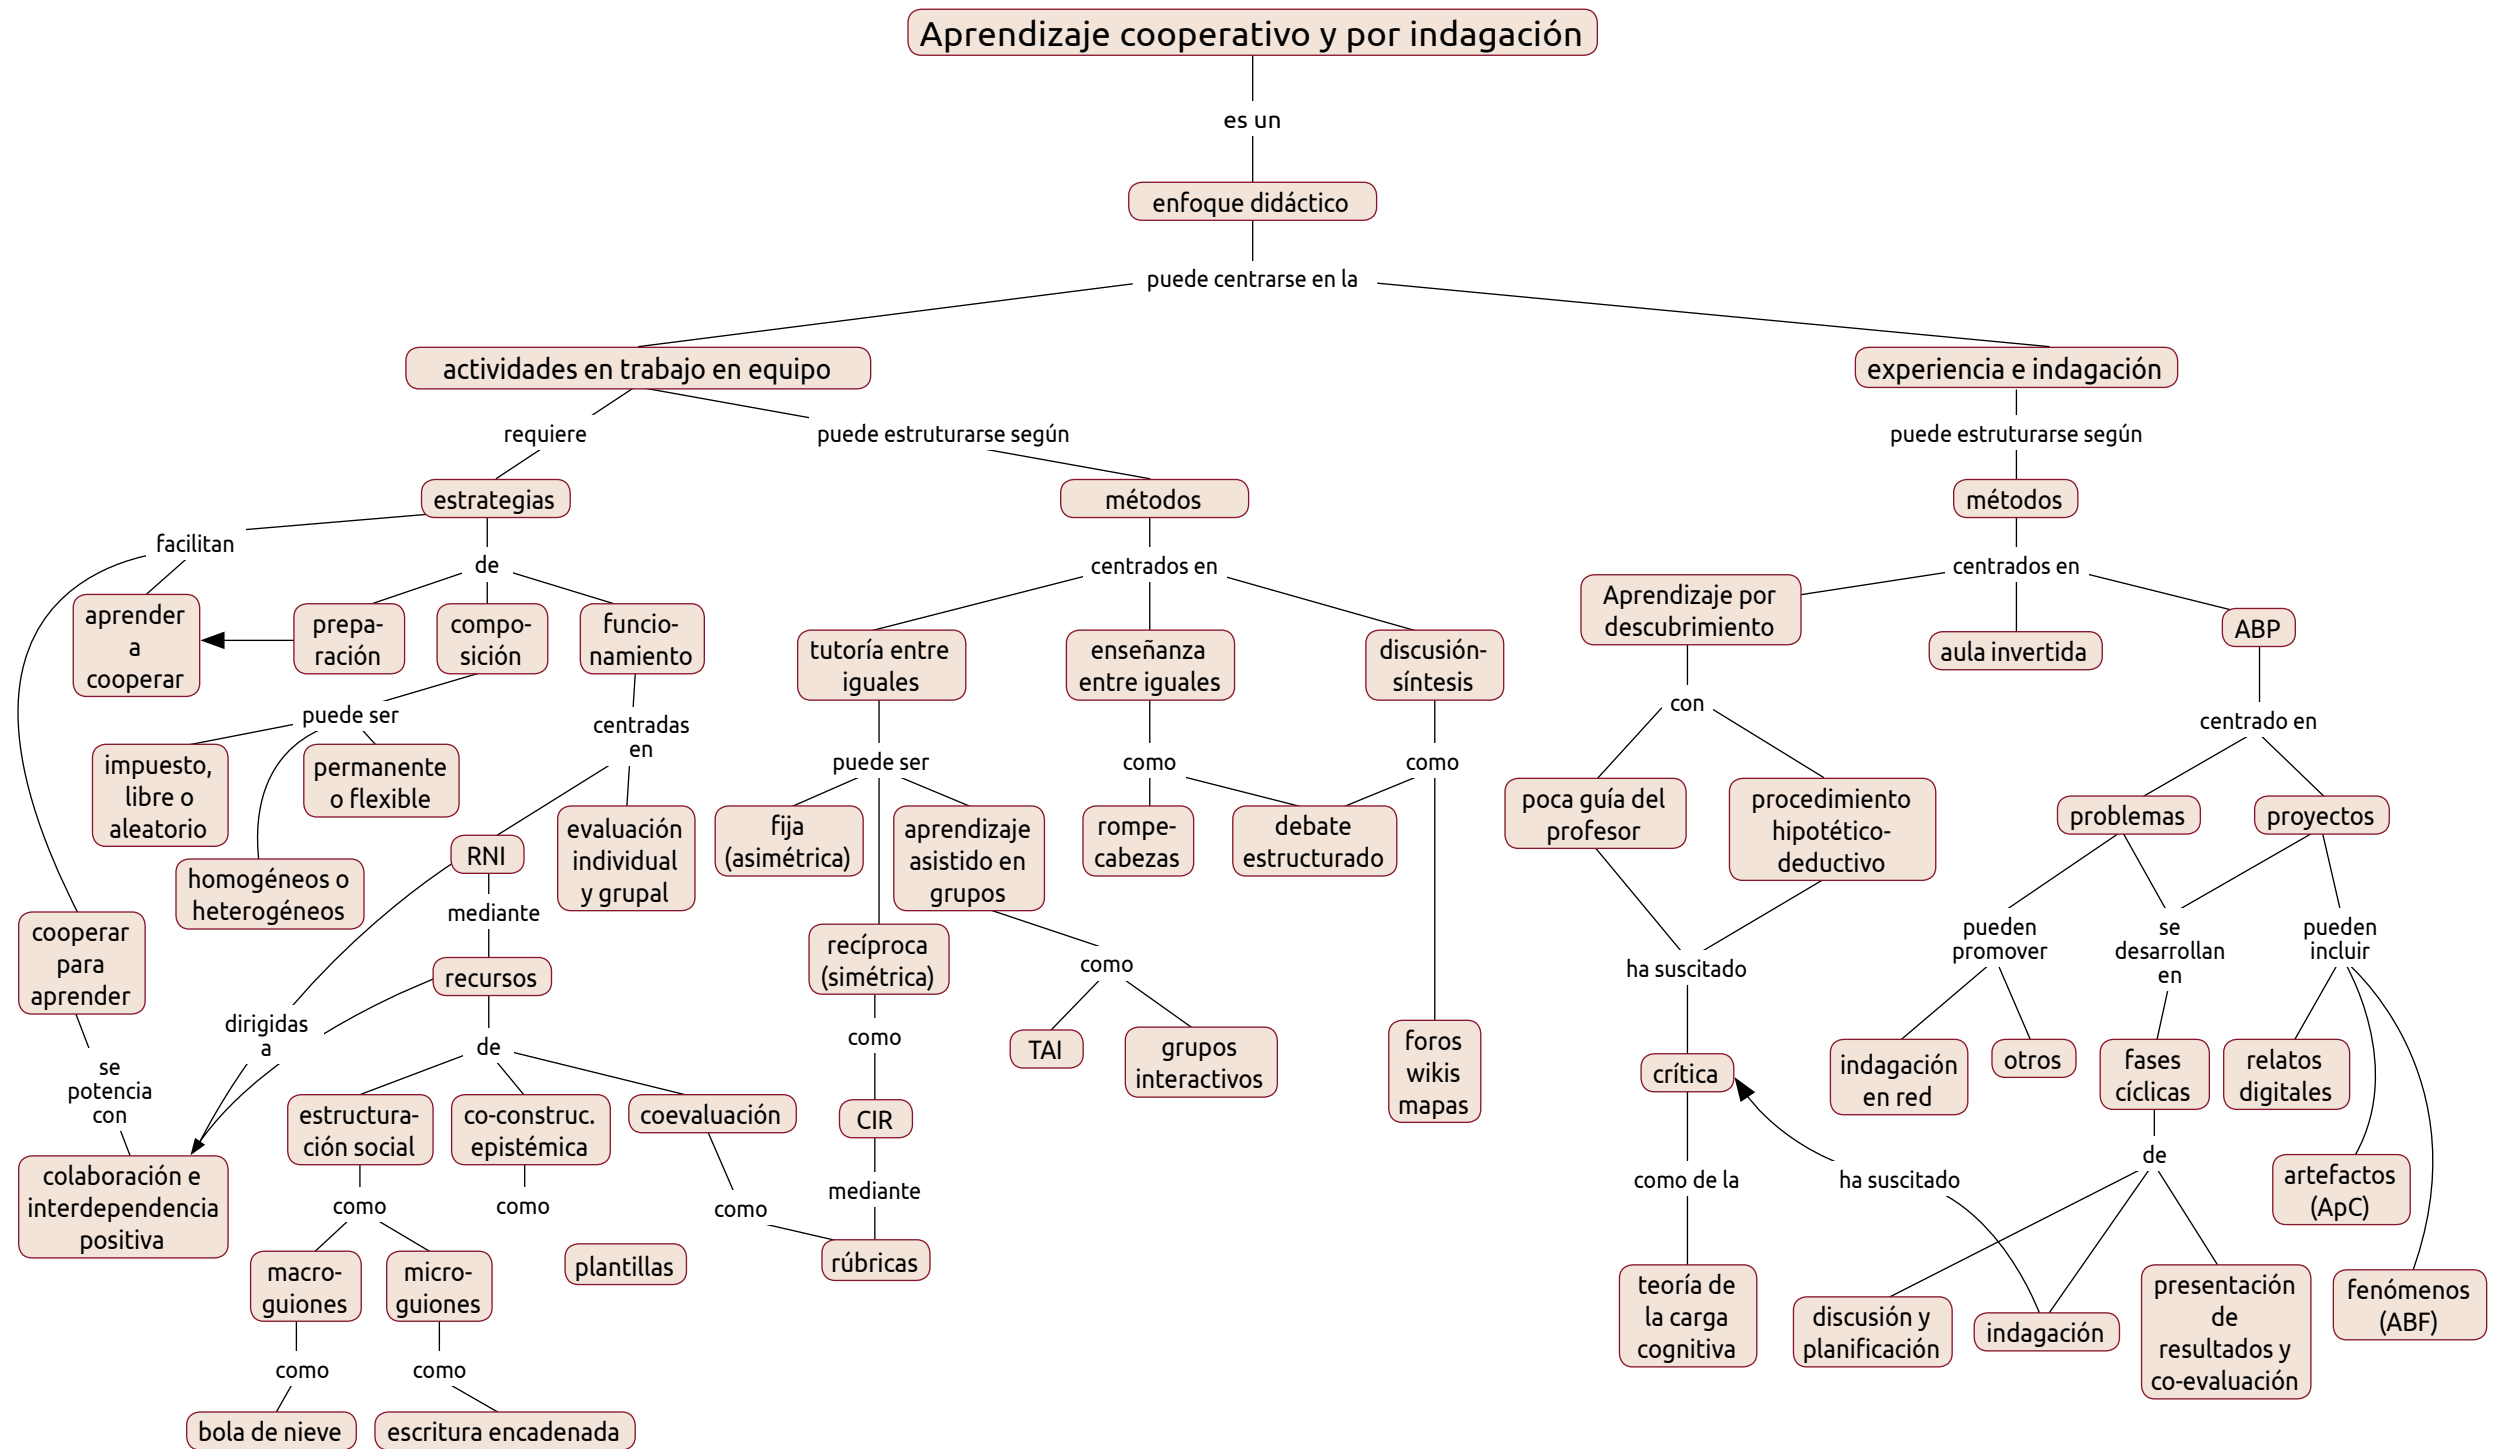 Aprendizaje cooperativo y por indagación
es un
enfoque didáctico
puede centrarse en la
actividades en trabajo en equipo
experiencia e indagación
requiere
puede estruturarse según
puede estruturarse según
estrategias
métodos
métodos
facilitan
de
centrados en
centrados en
aprender
a
cooperar
prepa-
ración
compo-
sición
funcio-
namiento
tutoría entre
iguales
enseñanza
entre iguales
discusión-
síntesis
Aprendizaje por
descubrimiento
aula invertida
ABP
puede ser
centradas
en
con
centrado en
impuesto,
libre o
aleatorio
permanente
o flexible
homogéneos o
heterogéneos
RNI
evaluación
individual
y grupal
puede ser
como
como
fija
(asimétrica)
aprendizaje
asistido en
grupos
rompe-
cabezas
debate
estructurado
poca guía del
profesor
procedimiento
hipotético-
deductivo
problemas
proyectos
cooperar
para
aprender
mediante
recursos
recíproca
(simétrica)
como
ha suscitado
pueden
promover
se
desarrollan
en
pueden
incluir
dirigidas
a
de
como
TAI
grupos
interactivos
foros
wikis
mapas
crítica
indagación
en red
otros
fases
cíclicas
relatos
digitales
se
potencia
con
estructura-
ción social
co-construc.
epistémica
coevaluación
CIR
colaboración e
interdependencia
positiva
como
como
como
mediante
como de la
ha suscitado
de
artefactos
(ApC)
macro-
guiones
micro-
guiones
plantillas
rúbricas
teoría de
la carga
cognitiva
discusión y
planificación
indagación
presentación
de
resultados y
co-evaluación
fenómenos
(ABF)
como
como
bola de nieve
escritura encadenada